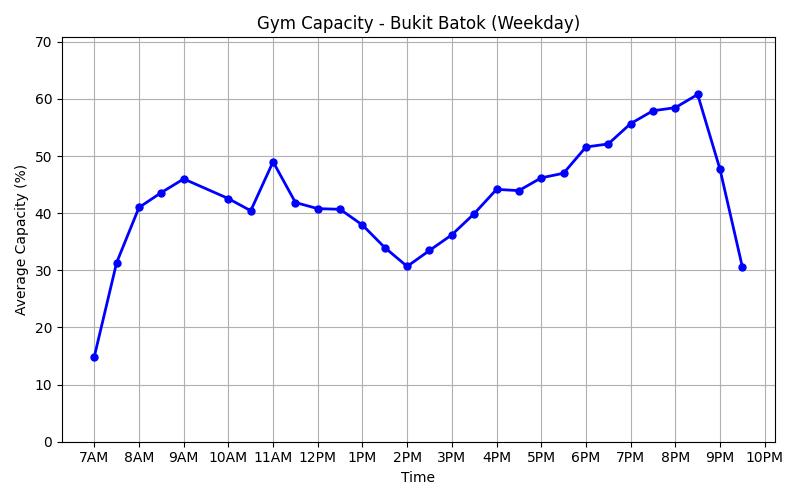 Gym Capacity - Bukit Batok (Weekday)
Average Capacity (%)
70
60
50
40
30
20
10
0
7AM 8AM 9AM 10AM 11AM 12PM 1PM 2PM 3PM 4PM 5PM 6PM 7PM 8PM 9PM 10PM
Time